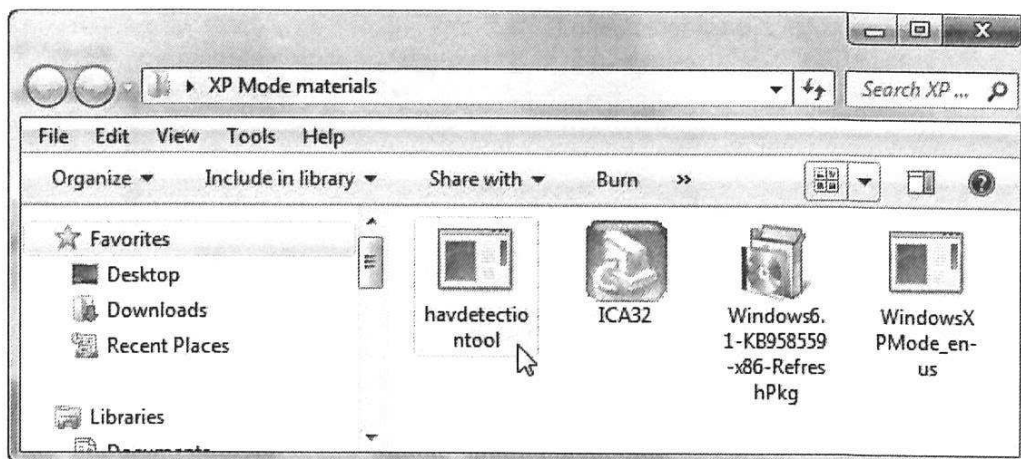 XP Mode materials
Search XP ...
File Edit View Tools Help
Organize Include in library Share with Burn »
Favorites
Desktop
Downloads
Recent Places
Libraries
Documents
havdetectio
ntool
ICA32
Windows6.
1-KB958559
-x86-Refres
hPkg
WindowsX
PMode_en-
us